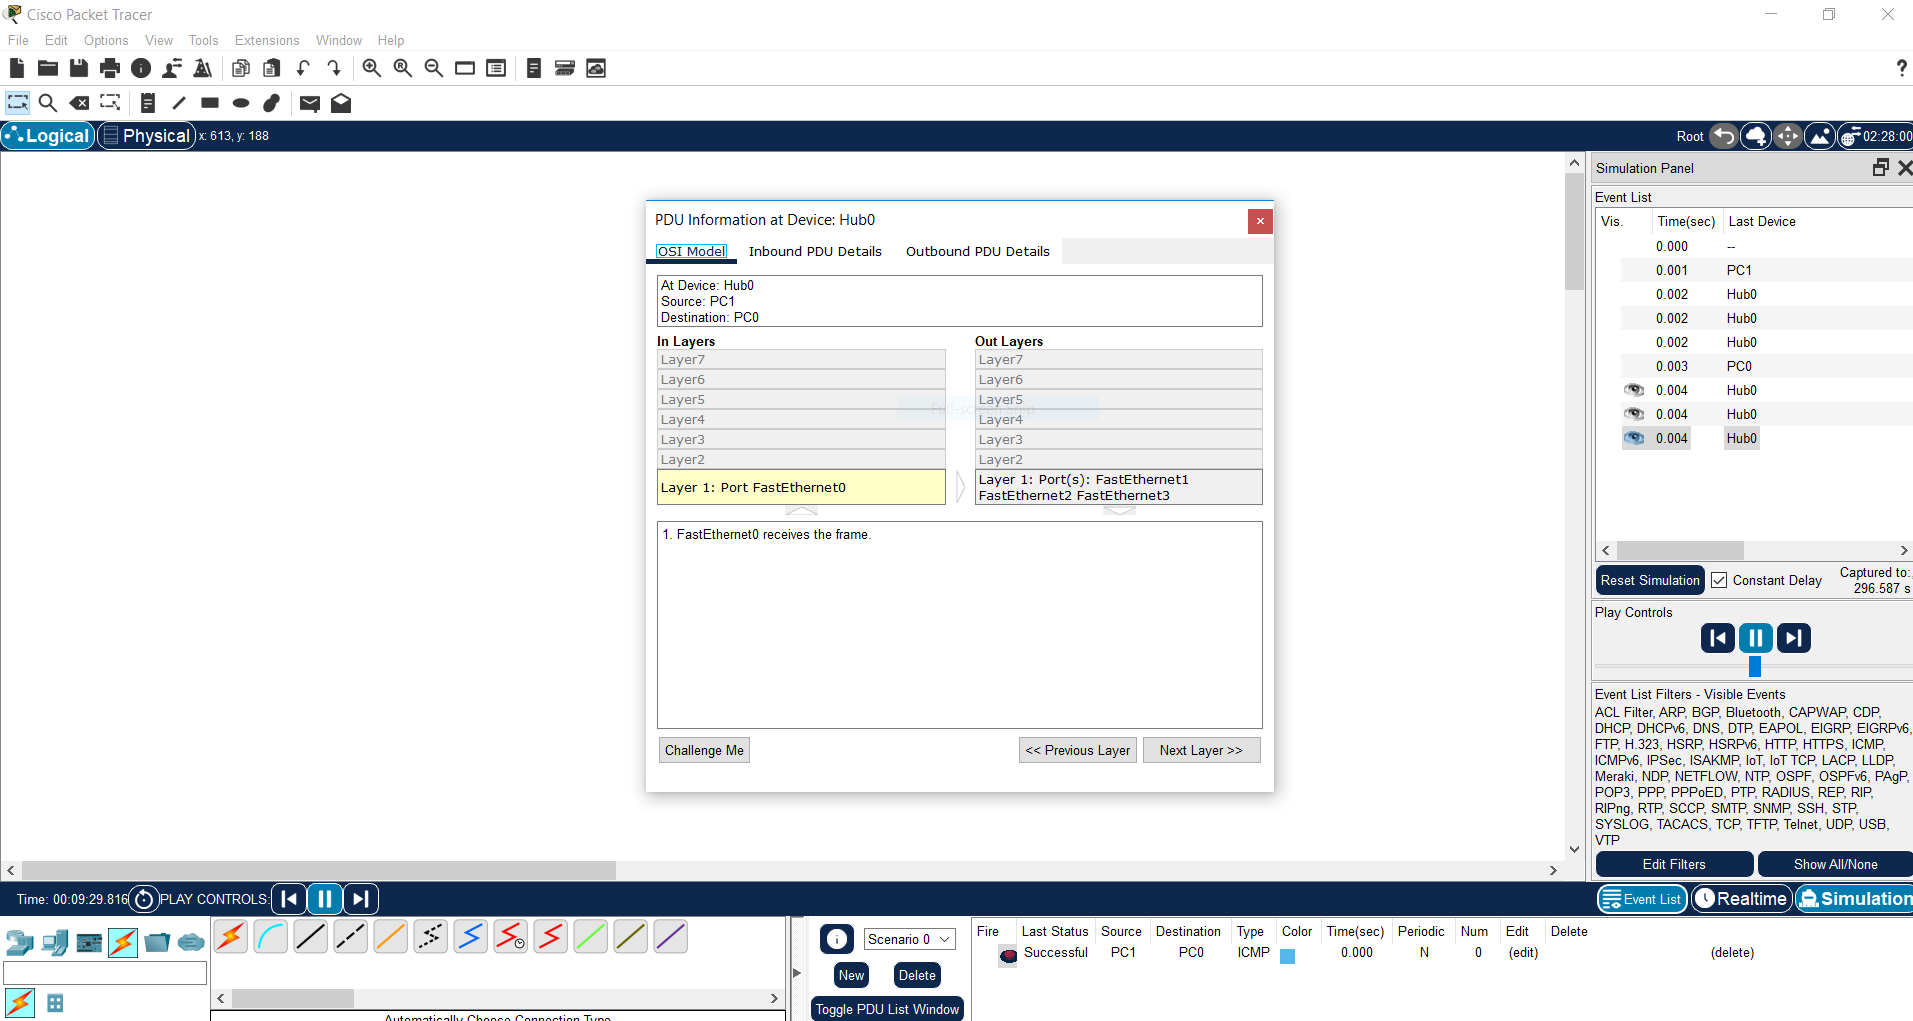 Cisco Packet Tracer
File Edit Options View Tools Extensions Window Help
?
Logical Physical x: 613, y: 188 Root 02:28:00
PDU Information at Device: Hub0
OSI Model Inbound PDU Details Outbound PDU Details
At Device: Hub0
Source: PC1
Destination: PC0
In Layers Out Layers
Layer7 Layer7
Layer6 Layer6
Layer5 Layer5
Full-screen Snip
Layer4 Layer4
Layer3 Layer3
Layer2 Layer2
Layer 1: Port FastEthernet0
Layer 1: Port(s): FastEthernet1
FastEthernet2 FastEthernet3
1. FastEthernet0 receives the frame.
Challenge Me << Previous Layer Next Layer >>
Simulation Panel
Event List
Vis. Time(sec) Last Device
0.000 --
0.001 PC1
0.002 Hub0
0.002 Hub0
0.002 Hub0
0.003 PC0
0.004 Hub0
0.004 Hub0
0.004 Hub0
Reset Simulation Constant Delay
Captured to:
296.587 s
Play Controls
Event List Filters - Visible Events
ACL Filter, ARP, BGP, Bluetooth, CAPWAP, CDP,
DHCP, DHCPv6, DNS, DTP, EAPOL, EIGRP, EIGRPv6,
FTP, H.323, HSRP, HSRPv6, HTTP, HTTPS, ICMP,
ICMPv6, IPSec, ISAKMP, IoT, IoT TCP, LACP, LLDP,
Meraki, NDP, NETFLOW, NTP, OSPF, OSPFv6, PAgP,
POP3, PPP, PPPoED, PTP, RADIUS, REP, RIP,
RIPng, RTP, SCCP, SMTP, SNMP, SSH, STP,
SYSLOG, TACACS, TCP, TFTP, Telnet, UDP, USB,
VTP
Edit Filters Show All/None
Time: 00:09:29.816 PLAY CONTROLS: Event List Realtime Simulation
Scenario 0
New Delete
Toggle PDU List Window
Fire Last Status Source Destination Type Color Time(sec) Periodic Num Edit Delete
Successful PC1 PC0 ICMP 0.000 N 0 (edit) (delete)
Automatically Choose Connection Type